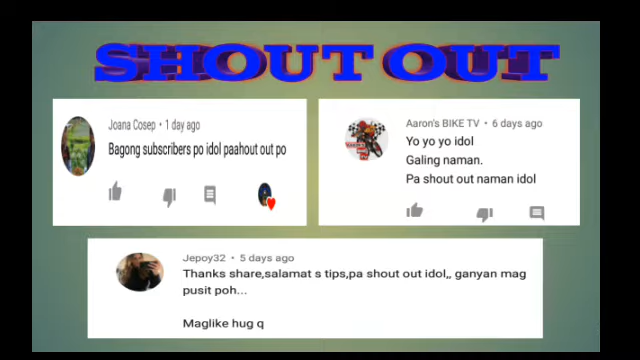 SHOUT OUT
Joana Cosep • 1 day ago
Bagong subscribers po idol paahout out po
Aaron's BIKE TV • 6 days ago
Yo yo yo idol
Galing naman.
Pa shout out naman idol
Jepoy32 • 5 days ago
Thanks share,salamat s tips,pa shout out idol,, ganyan mag
pusit poh...
Maglike hug q